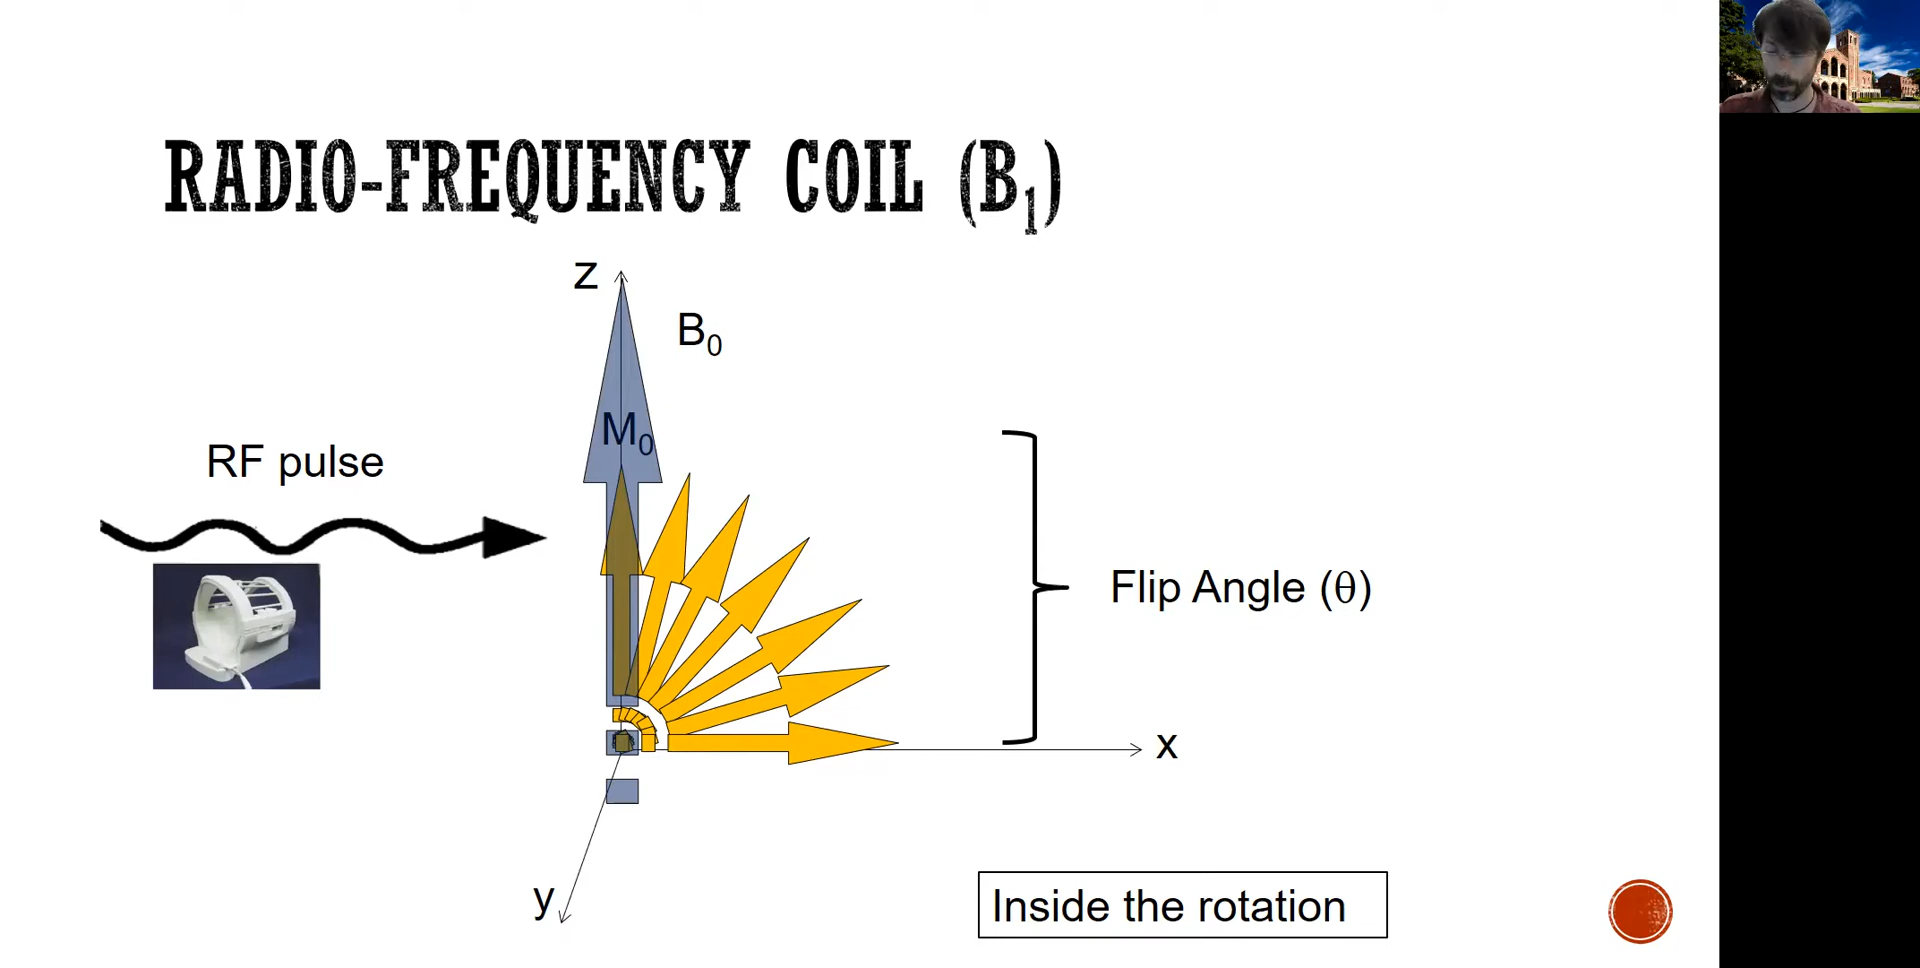 RADIO-FREQUENCY COIL (B₁)
z
B₀
M₀
RF pulse
Flip Angle (θ)
x
y
Inside the rotation